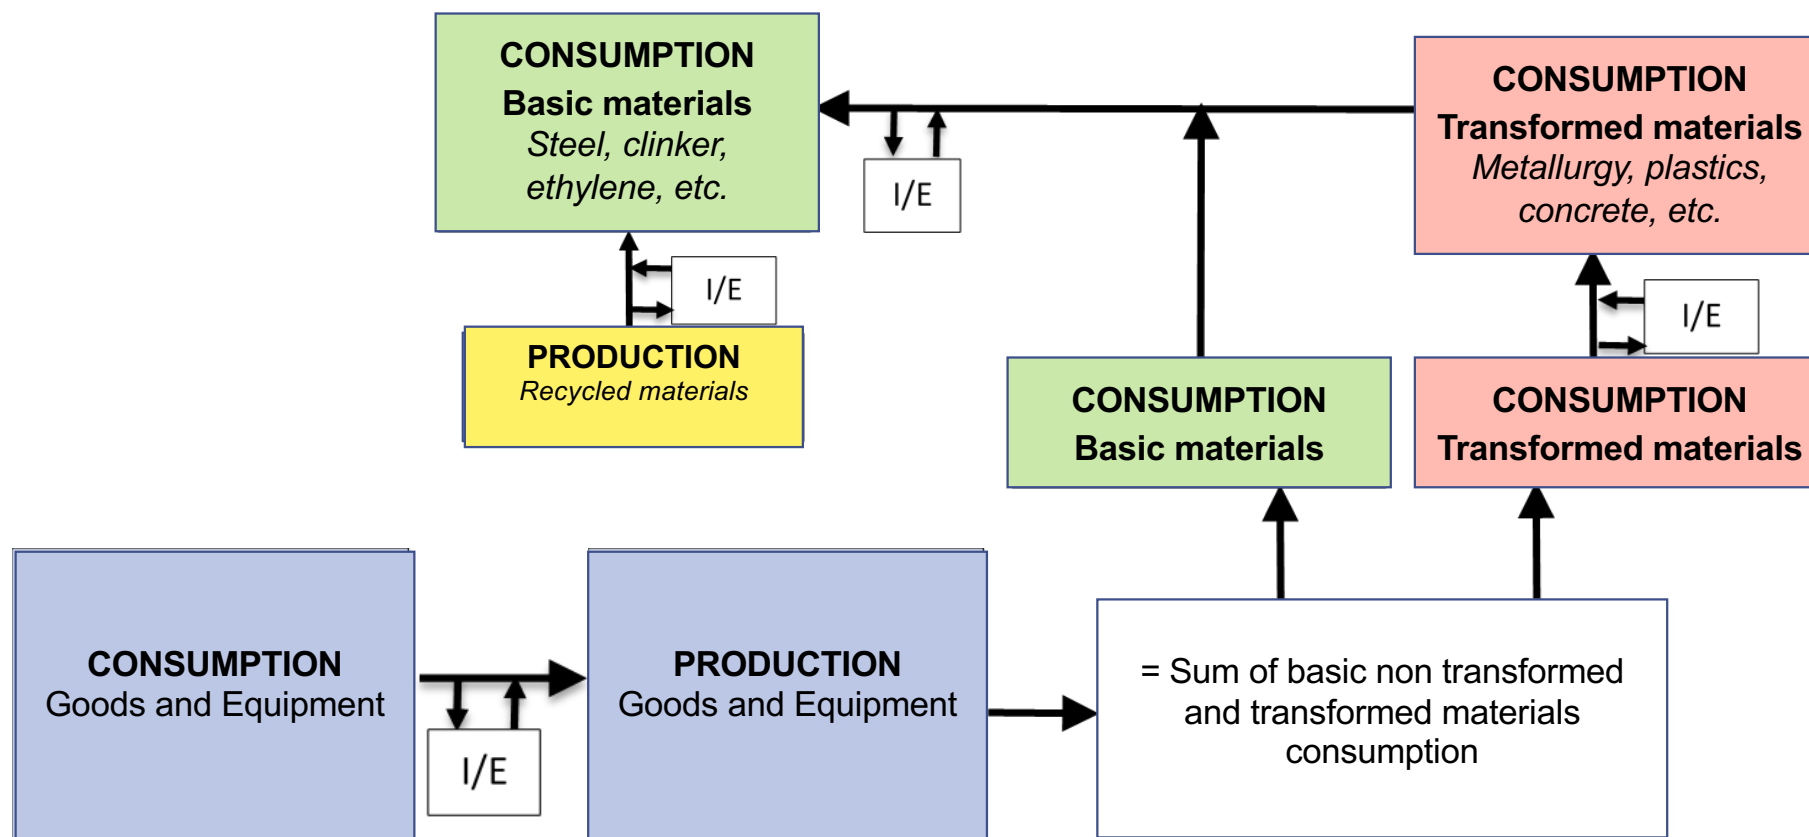 CONSUMPTION
Basic materials
Steel, clinker,
ethylene, etc.
CONSUMPTION
Transformed materials
Metallurgy, plastics,
concrete, etc.
I/E
I/E
I/E
PRODUCTION
Recycled materials
CONSUMPTION
Basic materials
CONSUMPTION
Transformed materials
CONSUMPTION
Goods and Equipment
I/E
PRODUCTION
Goods and Equipment
= Sum of basic non transformed
and transformed materials
consumption